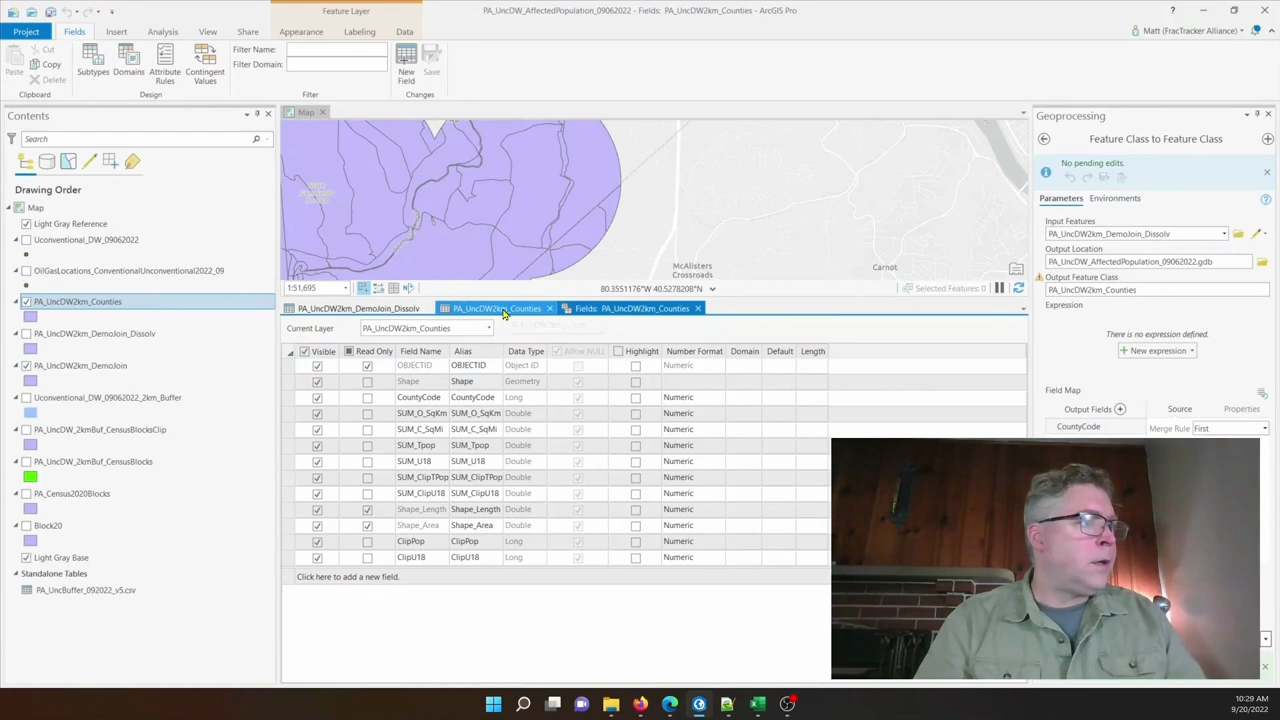 Feature Layer
PA_UncDW_AffectedPopulation_09062022 - Fields: PA_UncDW2km_Counties - ArcGIS Pro
?
Project
Fields
Insert
Analysis
View
Share
Appearance
Labeling
Data
Matt (FracTracker Alliance)
Paste
Cut
Copy
Delete
Clipboard
Subtypes
Domains
Attribute Rules
Contingent Values
Design
Filter Name:
Filter Domain:
Filter
New Field
Save
Changes
Contents
Search
Drawing Order
Map
Light Gray Reference
Uconventional_DW_09062022
OilGasLocations_ConventionalUnconventional2022_09
PA_UncDW2km_Counties
PA_UncDW2km_DemoJoin_Dissolv
PA_UncDW2km_DemoJoin
Uconventional_DW_09062022_2km_Buffer
PA_UncDW_2kmBuf_CensusBlocksClip
PA_UncDW_2kmBuf_CensusBlocks
PA_Census2020Blocks
Block20
Light Gray Base
Standalone Tables
PA_UncBuffer_092022_v5.csv
Map
McAlisters Crossroads
Carnot
1:51,695
80.3551176°W 40.5278208°N
Selected Features: 0
PA_UncDW2km_DemoJoin_Dissolv
PA_UncDW2km_Counties
Fields: PA_UncDW2km_Counties
Current Layer
PA_UncDW2km_Counties
Visible Read Only Field Name Alias Data Type Allow NULL Highlight Number Format Domain Default Length
OBJECTID OBJECTID Object ID Numeric
Shape Shape Geometry
CountyCode CountyCode Long Numeric
SUM_O_SqKm SUM_O_SqKm Double Numeric
SUM_C_SqMi SUM_C_SqMi Double Numeric
SUM_Tpop SUM_Tpop Double Numeric
SUM_U18 SUM_U18 Double Numeric
SUM_ClipTPop SUM_ClipTPop Double Numeric
SUM_ClipU18 SUM_ClipU18 Double Numeric
Shape_Length Shape_Length Double Numeric
Shape_Area Shape_Area Double Numeric
ClipPop ClipPop Long Numeric
ClipU18 ClipU18 Long Numeric
Click here to add a new field.
Geoprocessing
Feature Class to Feature Class
No pending edits.
Parameters
Environments
Input Features
PA_UncDW2km_DemoJoin_Dissolv
Output Location
PA_UncDW_AffectedPopulation_09062022.gdb
Output Feature Class
PA_UncDW2km_Counties
Expression
There is no expression defined.
New expression
Field Map
Output Fields
Source
Properties
CountyCode
Merge Rule First
10:29 AM
9/20/2022